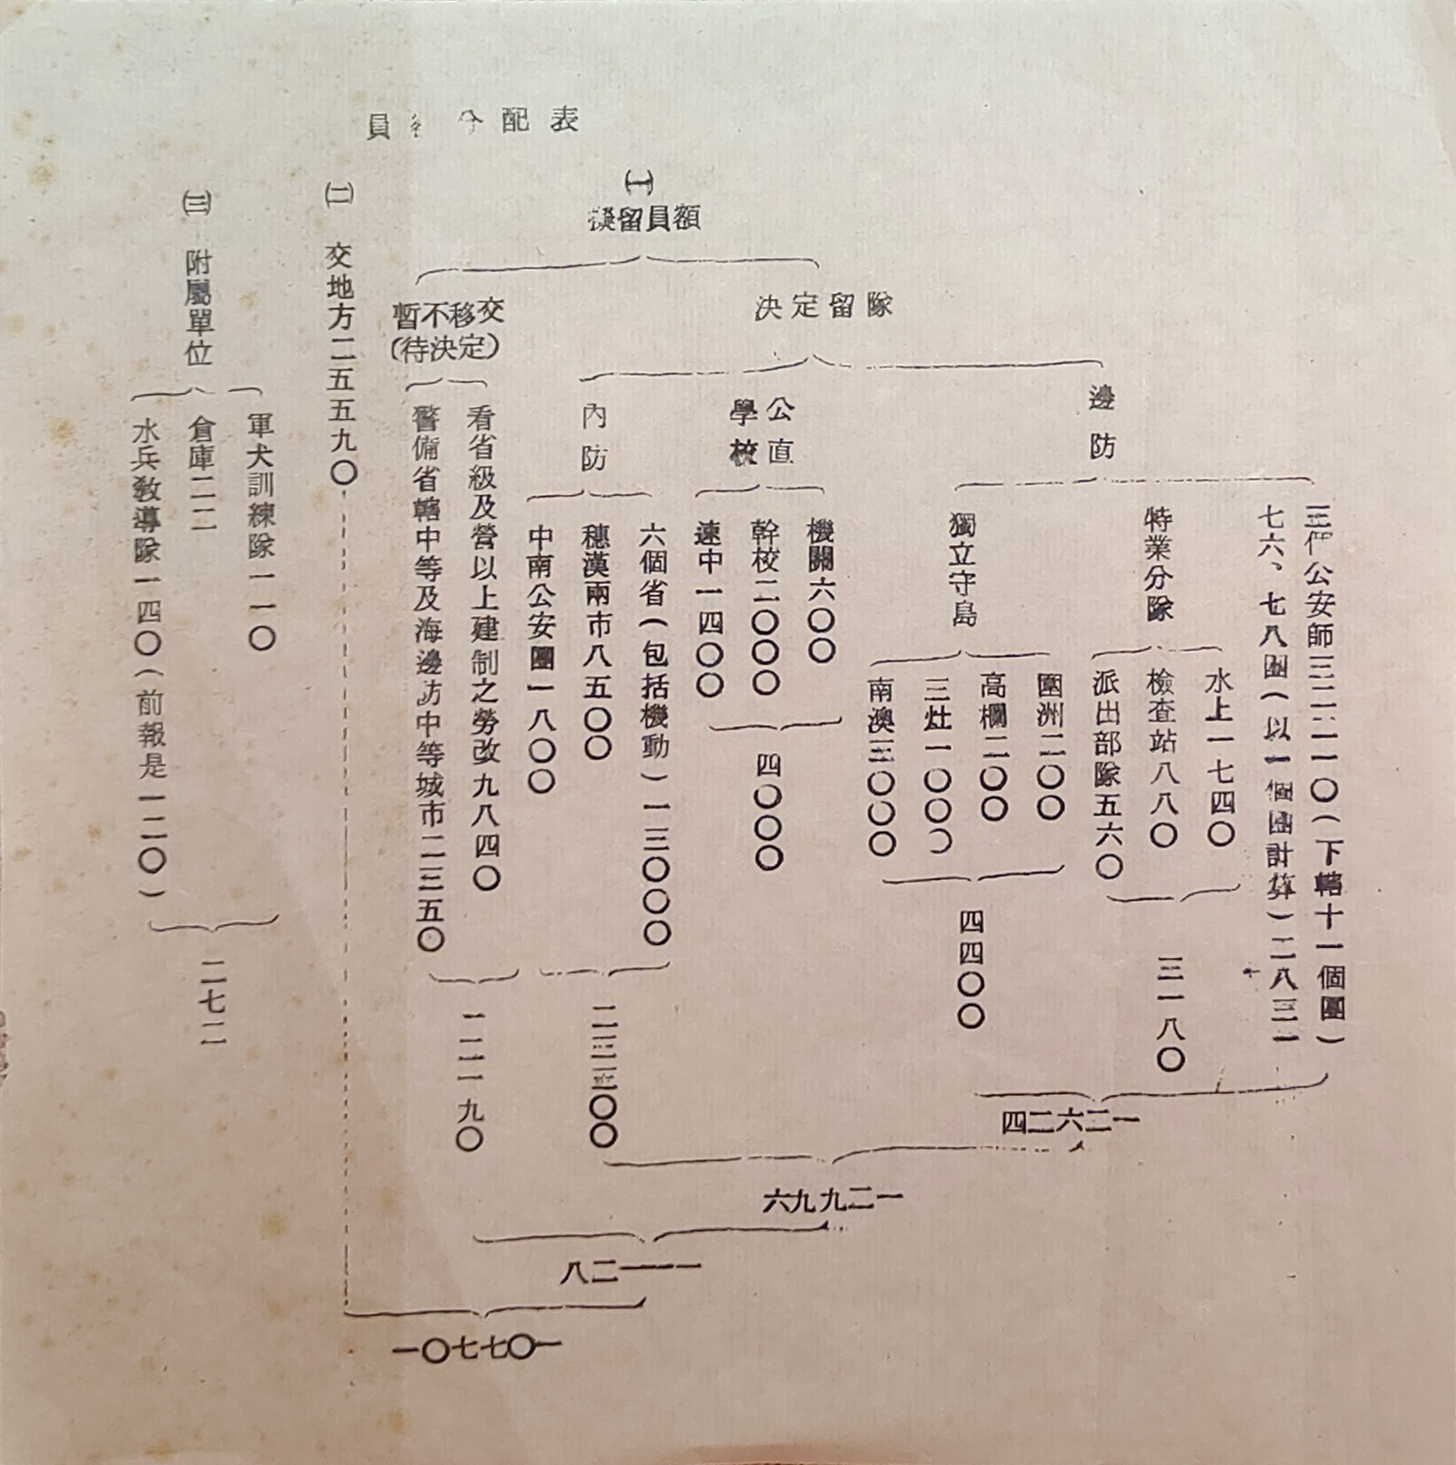 員 分配表
㈠
擬留員額
決定留隊
邊防
三個公安師三二二一〇(下轄十一個團)
七六、七八團(以一個團計算)二八三一
特業分隊
水上一七四〇
檢查站八八〇
派出部隊五六〇
三一八〇
獨立守島
圍洲二〇〇
高欄二〇〇
三灶一〇〇〇
南澳三〇〇〇
四四〇〇
四二六二一
公直
學校
機關六〇〇
幹校二〇〇〇
速中一四〇〇
四〇〇〇
內防
六個省(包括機動)一三〇〇〇
穗漢兩市八五〇〇
中南公安團一八〇〇
二三三〇〇
六九九二一
暫不移交
(待決定)
看省級及營以上建制之勞改九八四〇
警備省轄中等及海邊防中等城市二三五〇
一二一九〇
八二一一一
㈡ 交地方二五五九〇
一〇七七〇一
㈢ 附屬單位
軍犬訓練隊一一〇
倉庫二二
水兵教導隊一四〇(前報是一二〇)
二七二